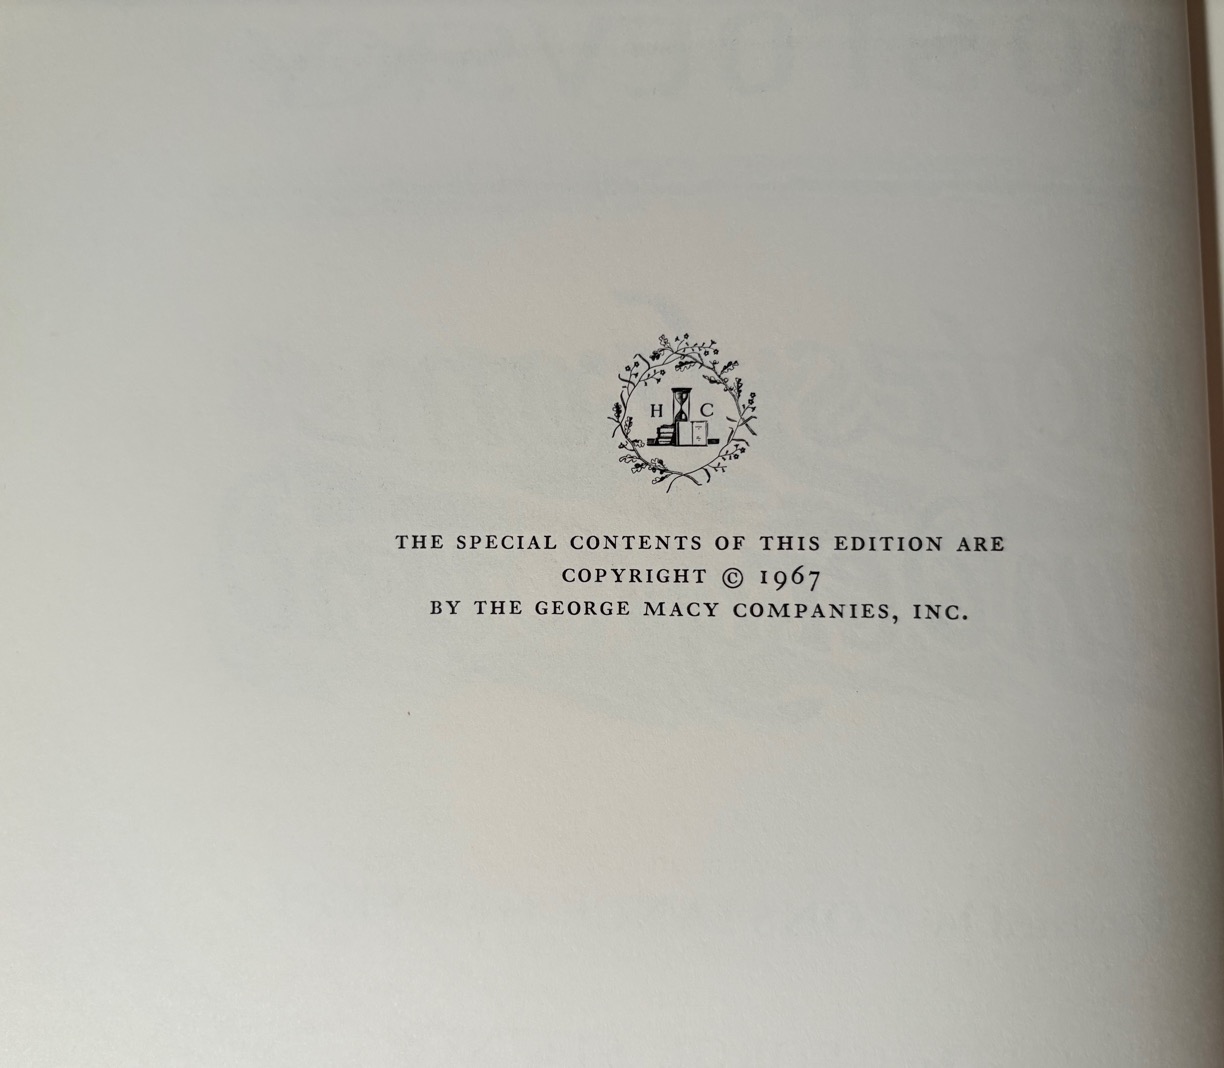 H C
THE SPECIAL CONTENTS OF THIS EDITION ARE
COPYRIGHT © 1967
BY THE GEORGE MACY COMPANIES, INC.